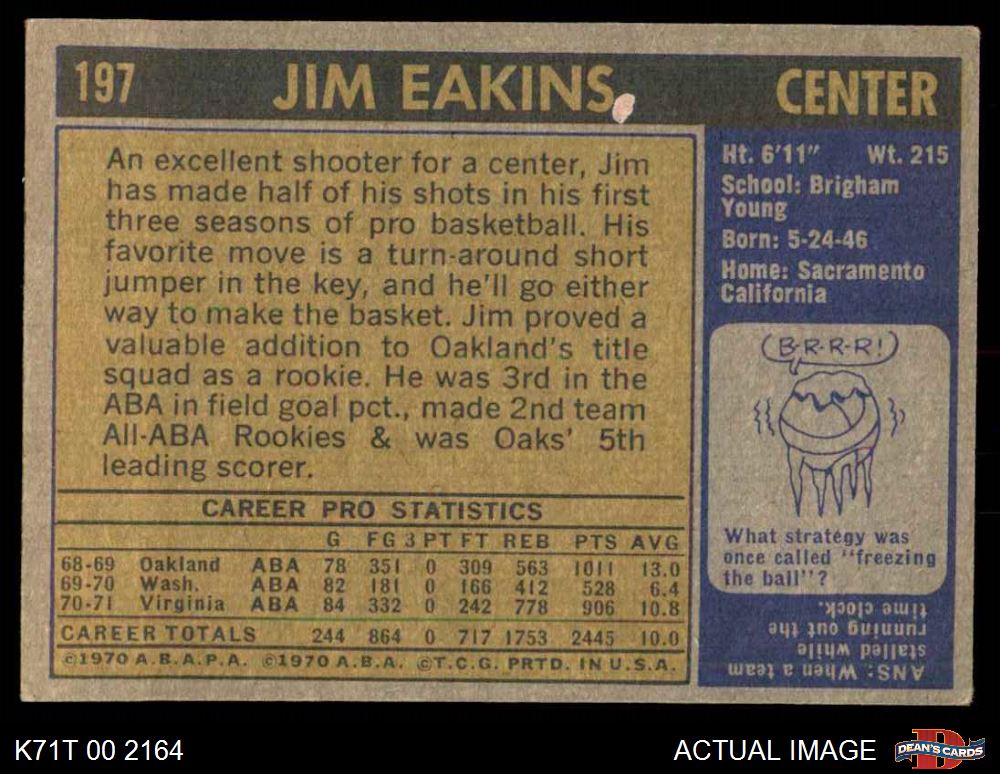 197 JIM EAKINS CENTER
An excellent shooter for a center, Jim
has made half of his shots in his first
three seasons of pro basketball. His
favorite move is a turn-around short
jumper in the key, and he'll go either
way to make the basket. Jim proved a
valuable addition to Oakland's title
squad as a rookie. He was 3rd in the
ABA in field goal pct., made 2nd team
All-ABA Rookies & was Oaks' 5th
leading scorer.
CAREER PRO STATISTICS
G FG 3 PT FT REB PTS AVG
68-69 Oakland ABA 78 351 0 309 563 1011 13.0
69-70 Wash. ABA 82 181 0 166 412 528 6.4
70-71 Virginia ABA 84 332 0 242 778 906 10.8
CAREER TOTALS 244 864 0 717 1753 2445 10.0
©1970 A.B.A.P.A. ©1970 A.B.A. ©T.C.G. PRTD. IN U.S.A.
Ht. 6'11" Wt. 215
School: Brigham
Young
Born: 5-24-46
Home: Sacramento
California
B-R-R-R!
What strategy was
once called "freezing
the ball"?
ANS: When a team
stalled while
running out the
time clock.
K71T 00 2164 ACTUAL IMAGE DEAN'S CARDS